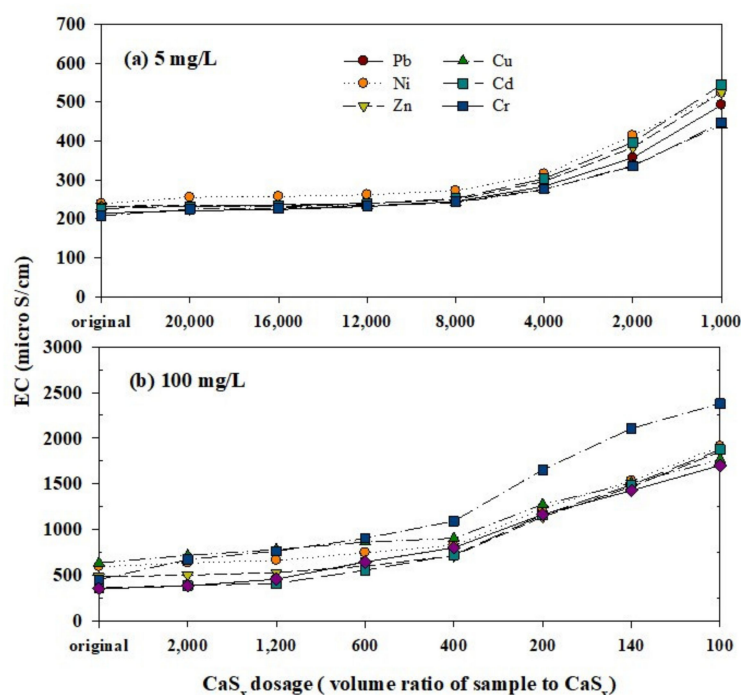 700
(a) 5 mg/L
600
Pb
Cu
500
Ni
Cd
Zn
Cr
400
300
200
100
0
original
20,000
16,000
12,000
8,000
4,000
2,000
1,000
EC (micro S/cm)
3000
(b) 100 mg/L
2500
2000
1500
1000
500
0
original
2,000
1,200
600
400
200
140
100
CaSx dosage ( volume ratio of sample to CaSx)